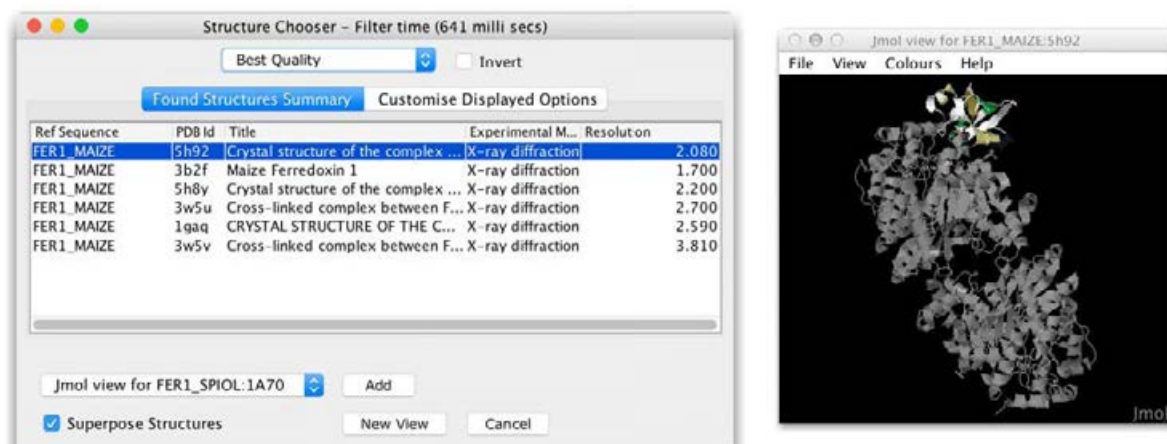 Structure Chooser – Filter time (641 milli secs)
Best Quality Invert
Found Structures Summary Customise Displayed Options
Ref Sequence PDB Id Title Experimental M... Resolution
FER1_MAIZE 5h92 Crystal structure of the complex ... X-ray diffraction 2.080
FER1_MAIZE 3b2f Maize Ferredoxin 1 X-ray diffraction 1.700
FER1_MAIZE 5h8y Crystal structure of the complex ... X-ray diffraction 2.200
FER1_MAIZE 3w5u Cross-linked complex between F... X-ray diffraction 2.700
FER1_MAIZE 1gaq CRYSTAL STRUCTURE OF THE C... X-ray diffraction 2.590
FER1_MAIZE 3w5v Cross-linked complex between F... X-ray diffraction 3.810
Jmol view for FER1_SPIOL:1A70 Add
Superpose Structures New View Cancel
Jmol view for FER1_MAIZE:5h92
File View Colours Help
Jmol